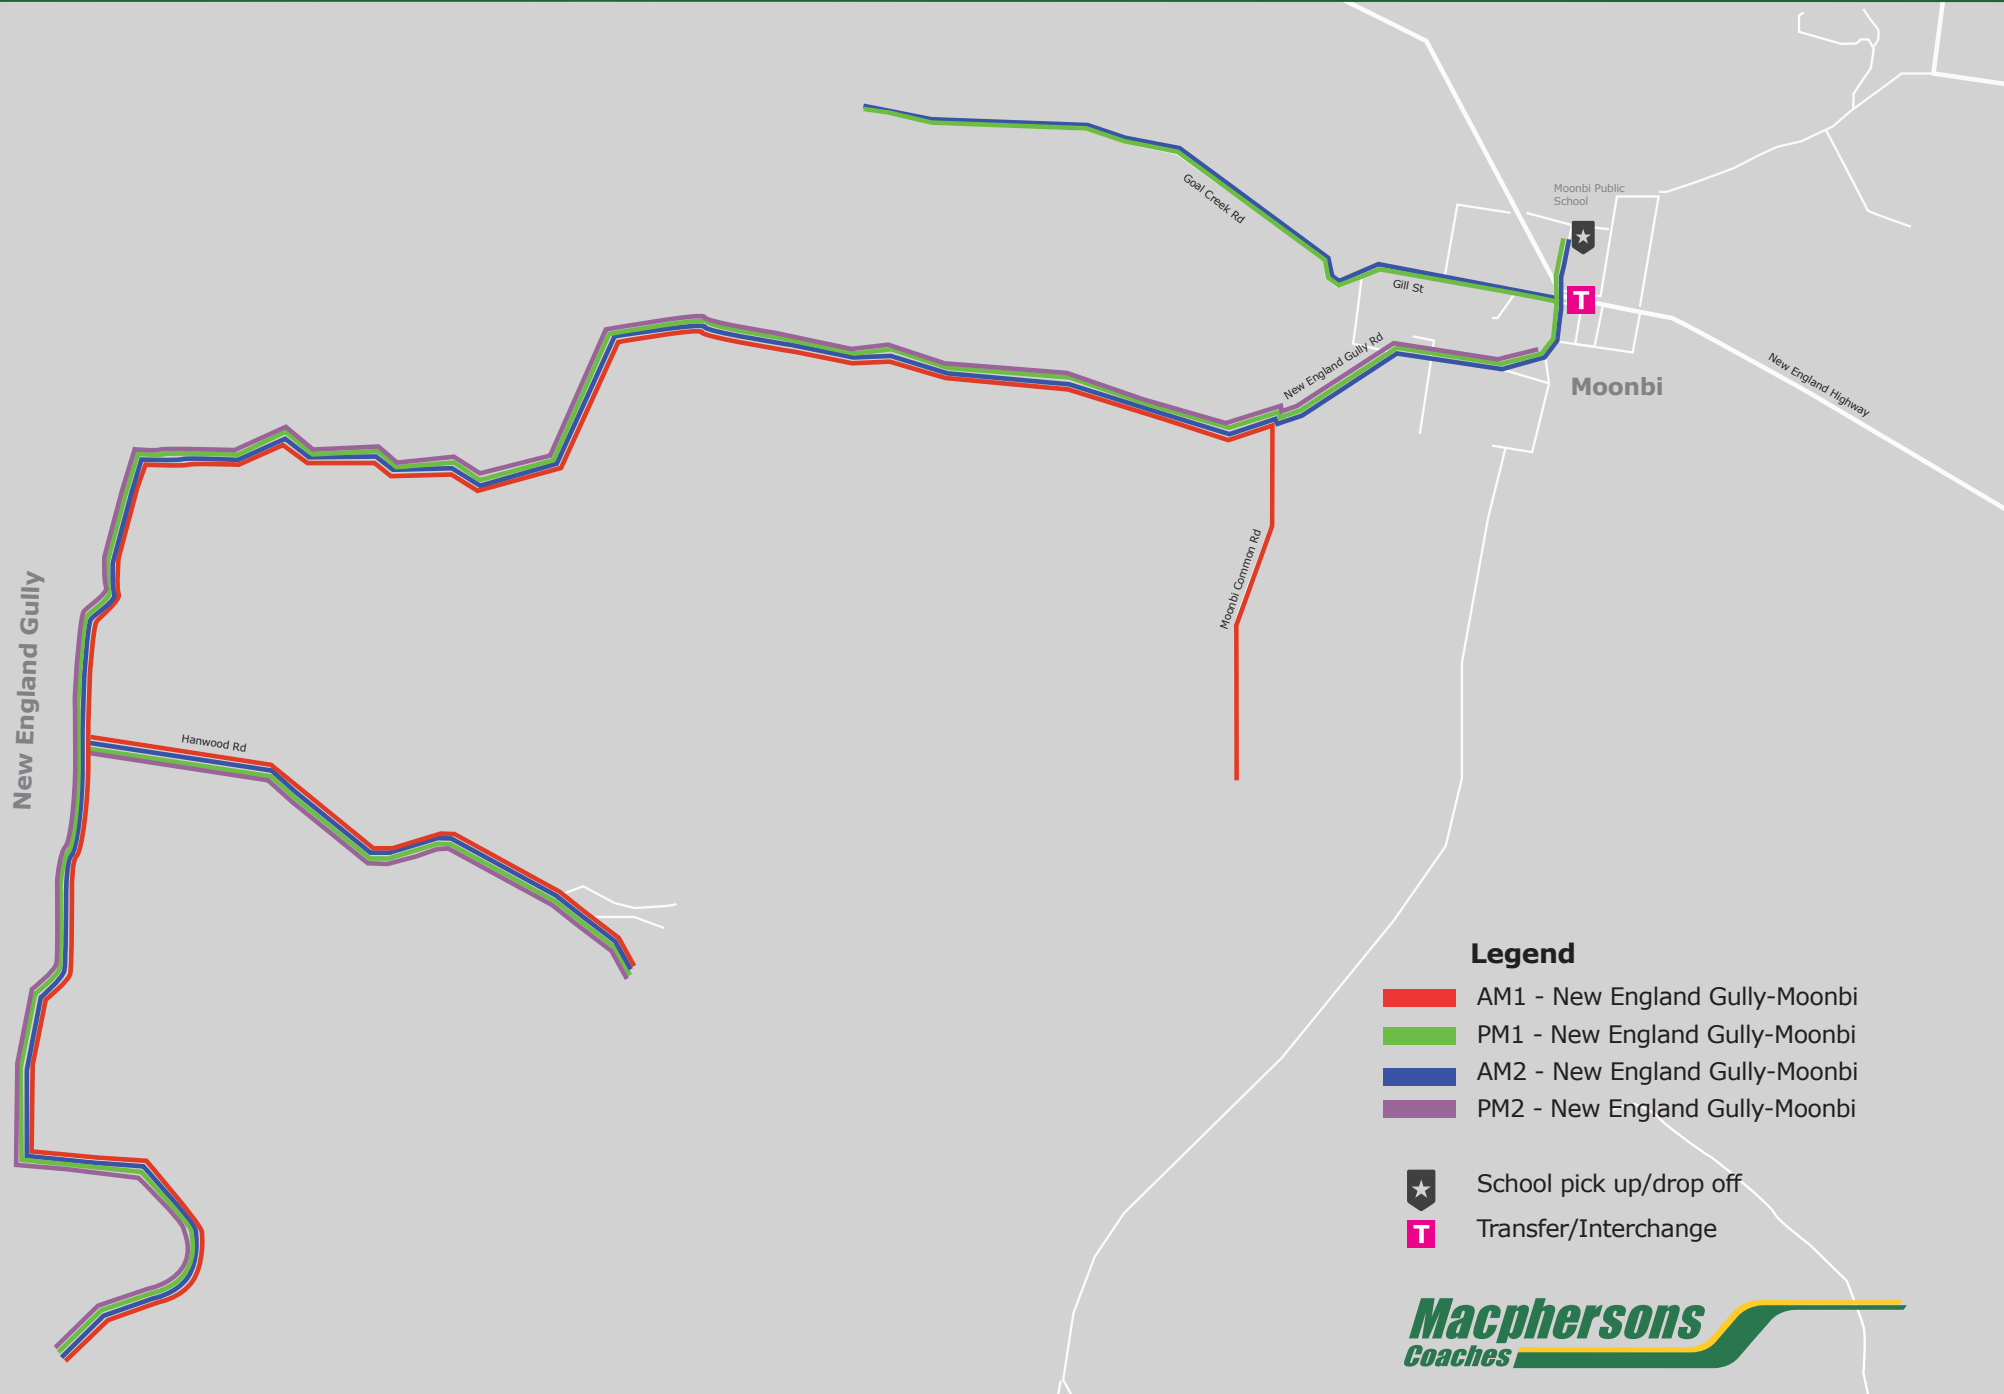 Moonbi Public
School
Goal Creek Rd
Gill St
T
New England Gully Rd
New England Highway
Moonbi
Moonbi Common Rd
New England Gully
Hanwood Rd
Legend
AM1 - New England Gully-Moonbi
PM1 - New England Gully-Moonbi
AM2 - New England Gully-Moonbi
PM2 - New England Gully-Moonbi
School pick up/drop off
T Transfer/Interchange
Macphersons
Coaches